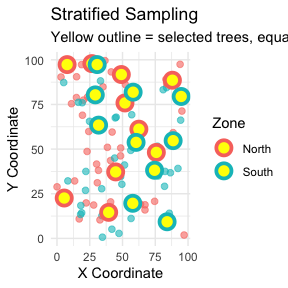 Stratified Sampling
Yellow outline = selected trees, equa
Y Coordinate
100
75
50
25
0
0 25 50 75 100
X Coordinate
Zone
North
South